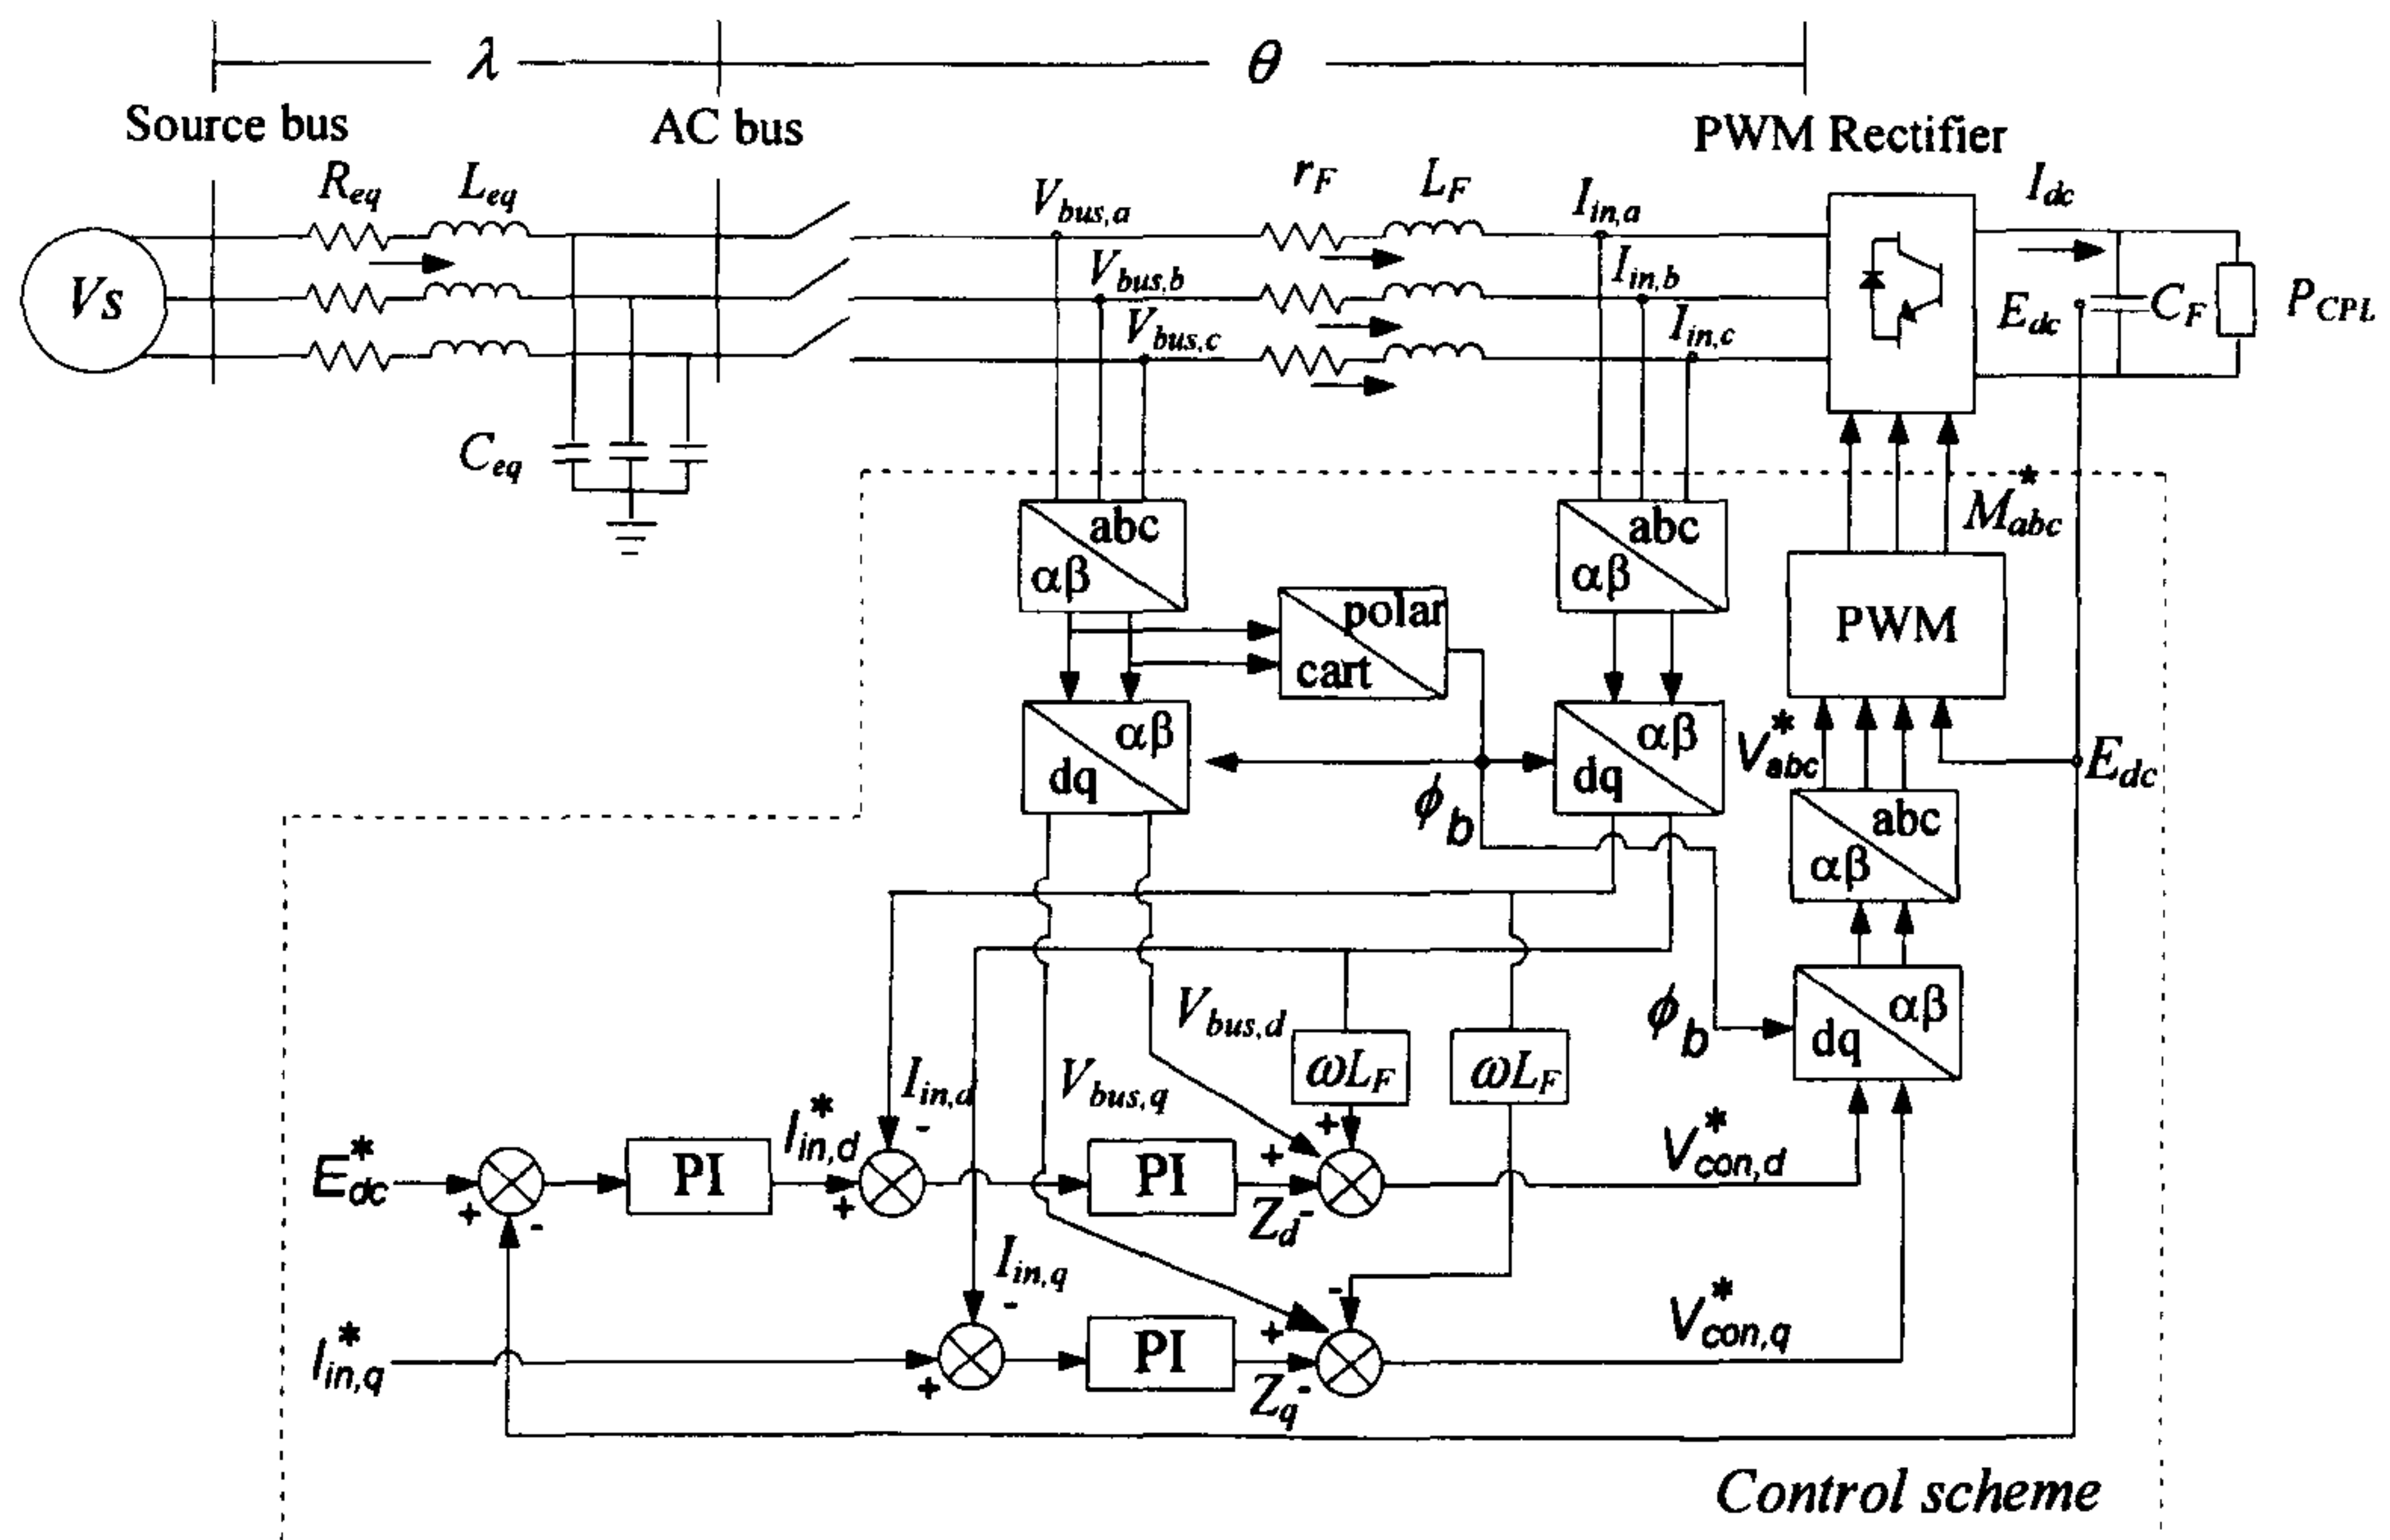 λ
θ
Source bus
AC bus
PWM Rectifier
R_eq
L_eq
V_bus,a
r_F
L_F
I_in,a
I_dc
Vs
V_bus,b
I_in,b
E_dc
C_F
P_CPL
V_bus,c
I_in,c
C_eq
abc
αβ
abc
αβ
M*_abc
polar
cart
PWM
αβ
dq
αβ
dq
V*_abc
E_dc
ϕ_b
abc
αβ
V_bus,d
ϕ_b
αβ
dq
I_in,d
V_bus,q
ωL_F
ωL_F
E*_dc
+
-
PI
I*_in,d
-
+
PI
Z_d
+
+
-
V*_con,d
I_in,q
I*_in,q
-
+
PI
Z_q
-
+
-
V*_con,q
Control scheme